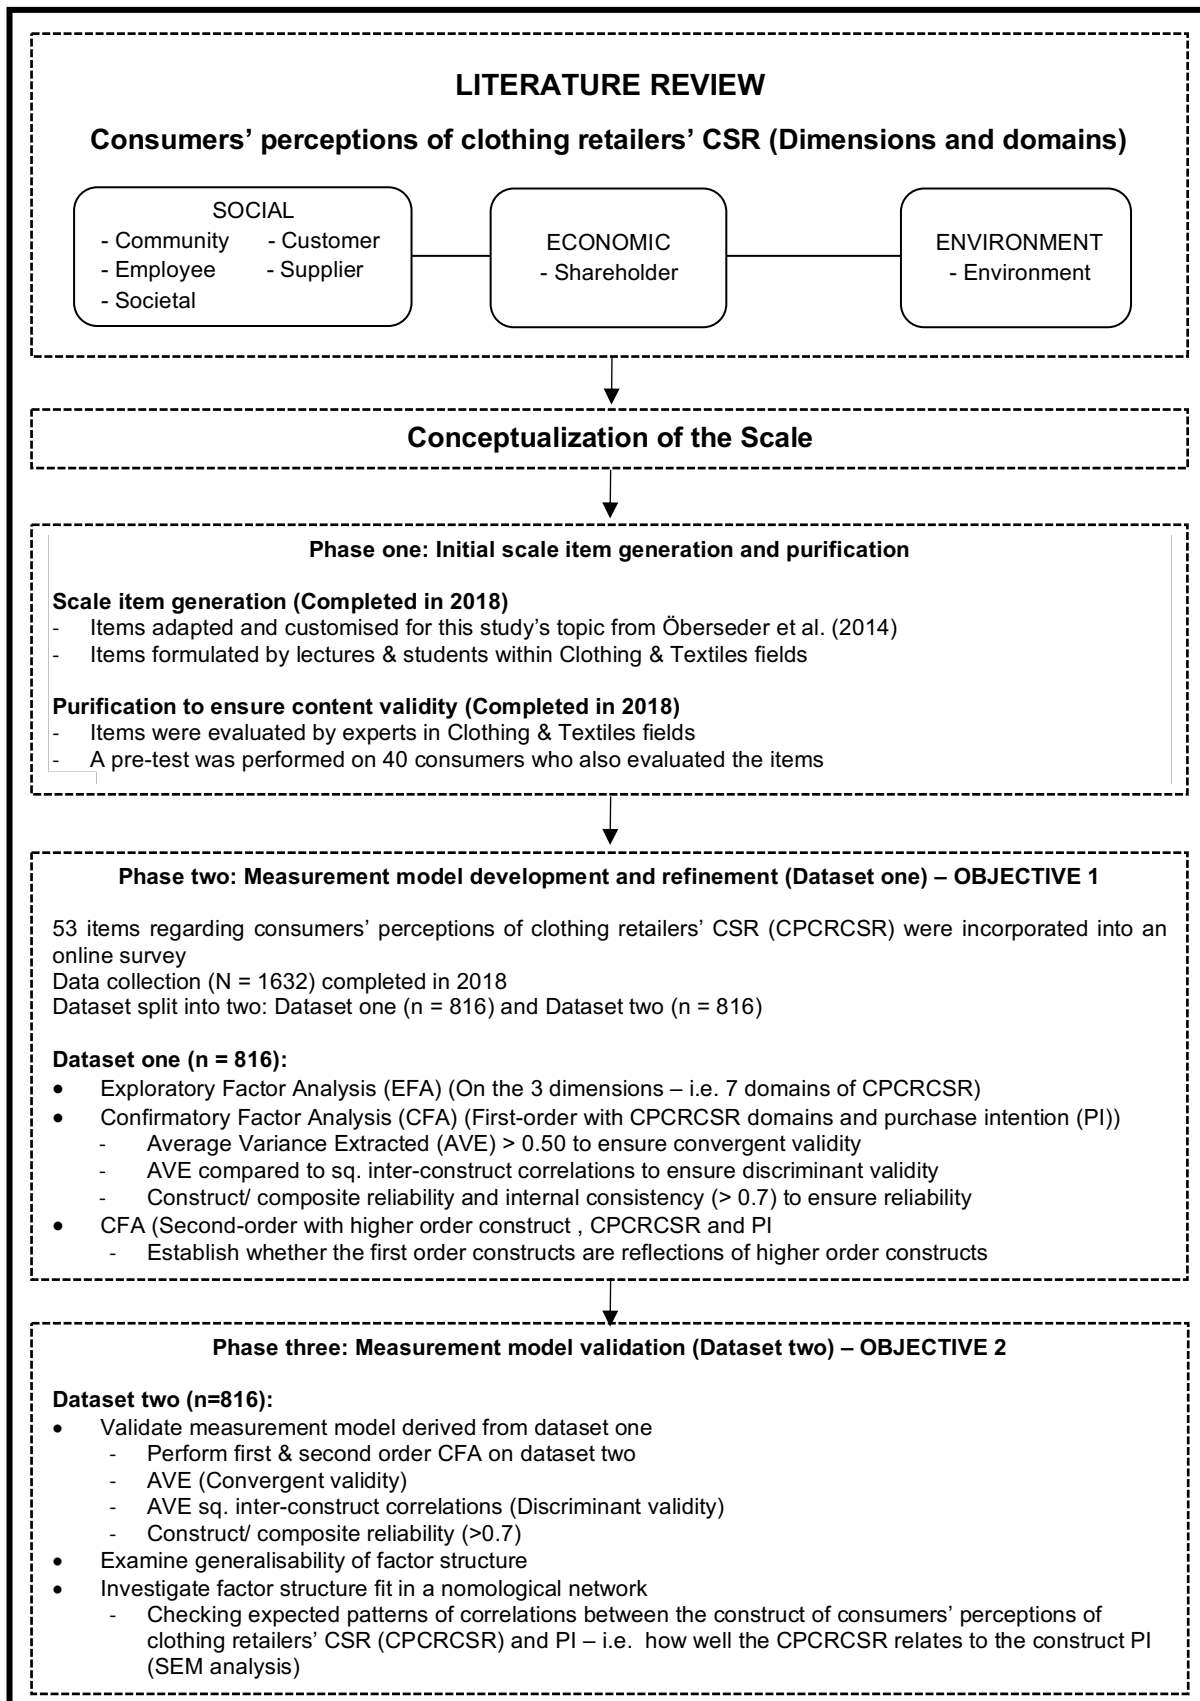 LITERATURE REVIEW
Consumers’ perceptions of clothing retailers’ CSR (Dimensions and domains)
SOCIAL
- Community - Customer
- Employee - Supplier
- Societal
ECONOMIC
- Shareholder
ENVIRONMENT
- Environment
Conceptualization of the Scale
Phase one: Initial scale item generation and purification
Scale item generation (Completed in 2018)
- Items adapted and customised for this study’s topic from Öberseder et al. (2014)
- Items formulated by lectures & students within Clothing & Textiles fields
Purification to ensure content validity (Completed in 2018)
- Items were evaluated by experts in Clothing & Textiles fields
- A pre-test was performed on 40 consumers who also evaluated the items
Phase two: Measurement model development and refinement (Dataset one) – OBJECTIVE 1
53 items regarding consumers’ perceptions of clothing retailers’ CSR (CPCRCSR) were incorporated into an
online survey
Data collection (N = 1632) completed in 2018
Dataset split into two: Dataset one (n = 816) and Dataset two (n = 816)
Dataset one (n = 816):
• Exploratory Factor Analysis (EFA) (On the 3 dimensions – i.e. 7 domains of CPCRCSR)
• Confirmatory Factor Analysis (CFA) (First-order with CPCRCSR domains and purchase intention (PI))
- Average Variance Extracted (AVE) > 0.50 to ensure convergent validity
- AVE compared to sq. inter-construct correlations to ensure discriminant validity
- Construct/ composite reliability and internal consistency (> 0.7) to ensure reliability
• CFA (Second-order with higher order construct , CPCRCSR and PI
- Establish whether the first order constructs are reflections of higher order constructs
Phase three: Measurement model validation (Dataset two) – OBJECTIVE 2
Dataset two (n=816):
• Validate measurement model derived from dataset one
- Perform first & second order CFA on dataset two
- AVE (Convergent validity)
- AVE sq. inter-construct correlations (Discriminant validity)
- Construct/ composite reliability (>0.7)
• Examine generalisability of factor structure
• Investigate factor structure fit in a nomological network
- Checking expected patterns of correlations between the construct of consumers’ perceptions of
clothing retailers’ CSR (CPCRCSR) and PI – i.e. how well the CPCRCSR relates to the construct PI
(SEM analysis)